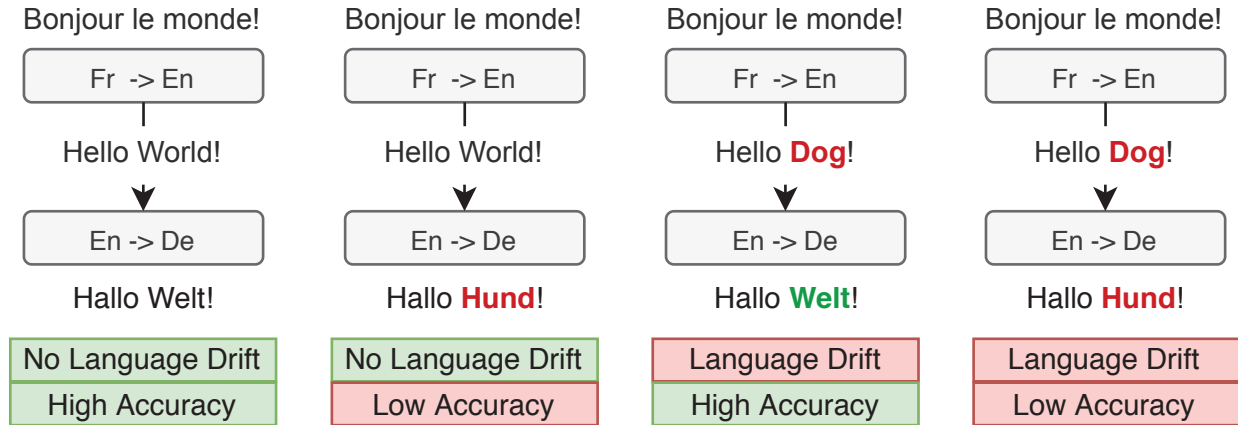 Bonjour le monde!
Fr -> En
Hello World!
En -> De
Hallo Welt!
No Language Drift
High Accuracy
Bonjour le monde!
Fr -> En
Hello World!
En -> De
Hallo Hund!
No Language Drift
Low Accuracy
Bonjour le monde!
Fr -> En
Hello Dog!
En -> De
Hallo Welt!
Language Drift
High Accuracy
Bonjour le monde!
Fr -> En
Hello Dog!
En -> De
Hallo Hund!
Language Drift
Low Accuracy